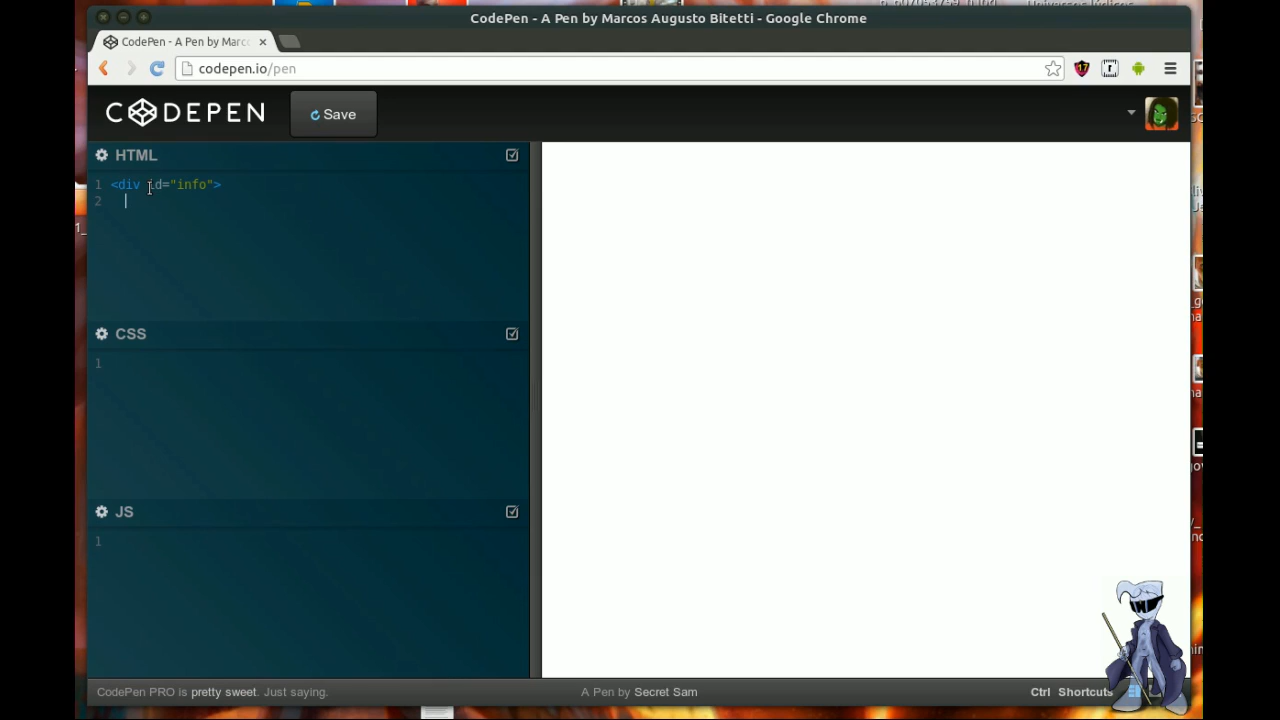 CodePen - A Pen by Marcos Augusto Bitetti - Google Chrome
CodePen - A Pen by Marc
codepen.io/pen
17
CODEPEN
Save
HTML
1 <div id="info">
2
CSS
1
JS
1
CodePen PRO is pretty sweet. Just saying.
A Pen by Secret Sam
Ctrl Shortcuts